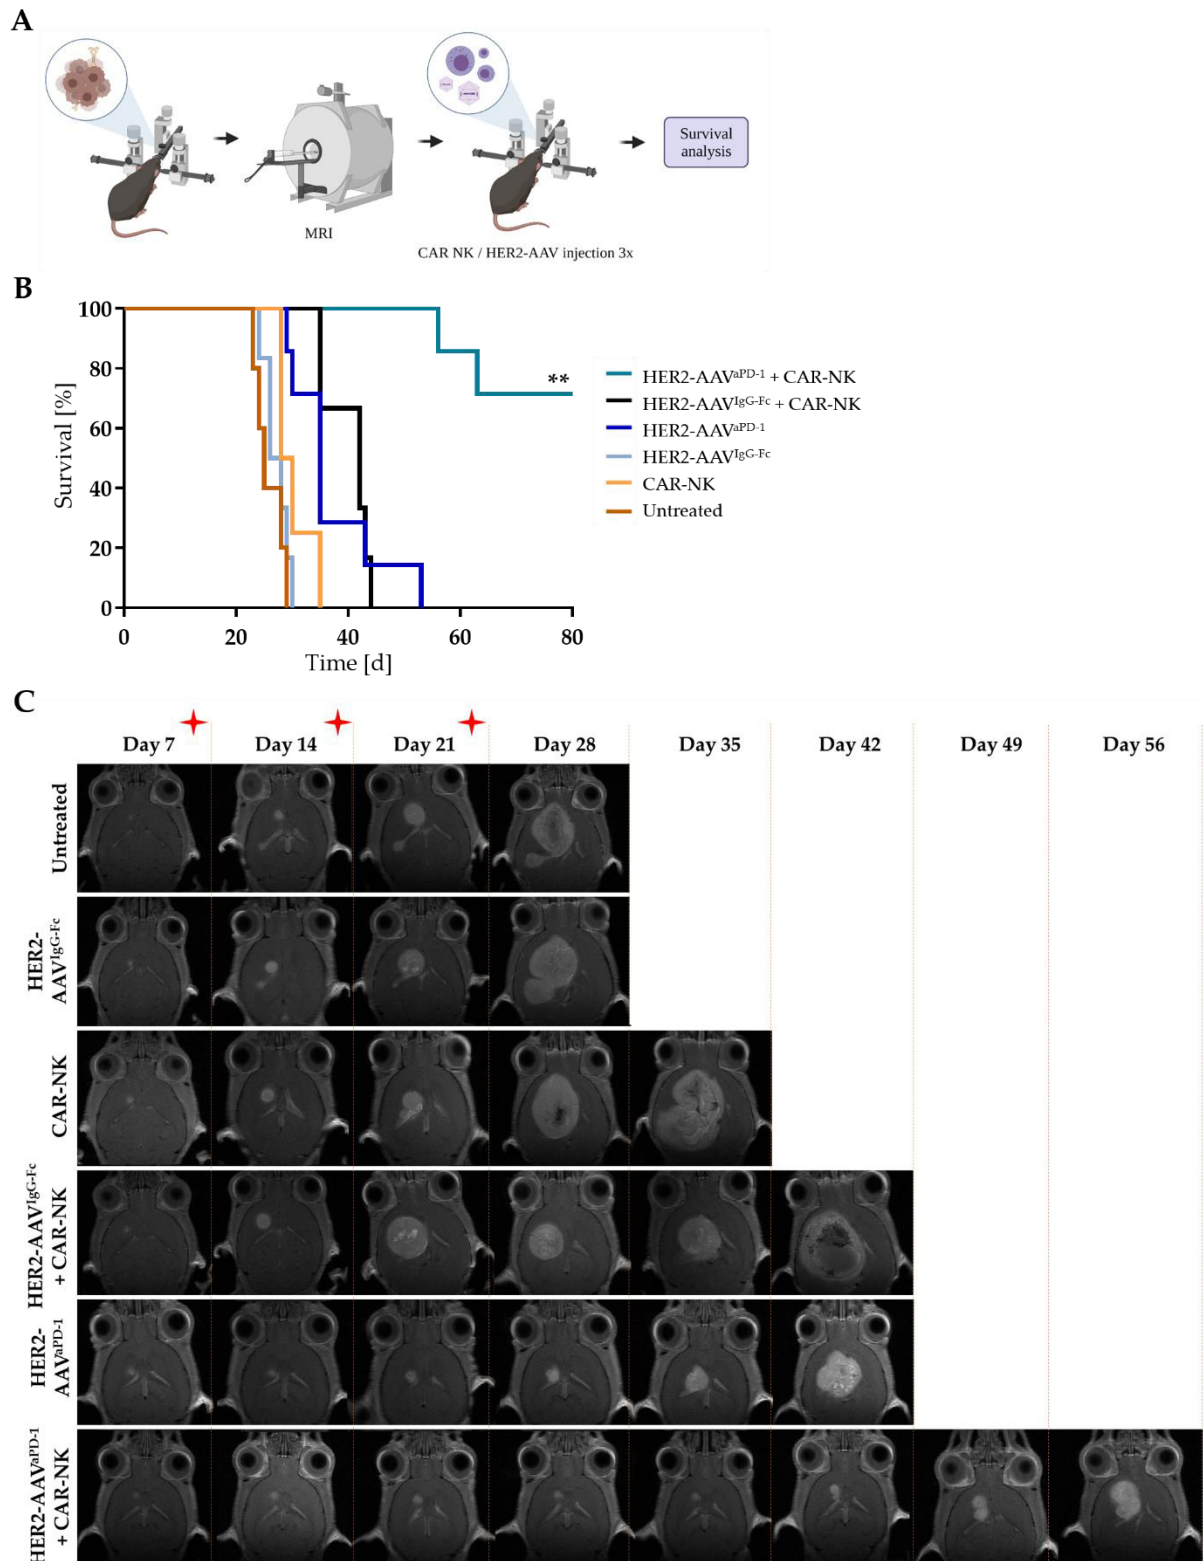 A
MRI
CAR NK / HER2-AAV injection 3x
Survival
analysis
B
Survival [%]
100
80
60
40
20
0
0 20 40 60 80
Time [d]
**
HER2-AAVaPD-1 + CAR-NK
HER2-AAVIgG-Fc + CAR-NK
HER2-AAVaPD-1
HER2-AAVIgG-Fc
CAR-NK
Untreated
C
Day 7 Day 14 Day 21 Day 28 Day 35 Day 42 Day 49 Day 56
Untreated
HER2-
AAVIgG-Fc
CAR-NK
HER2-AAVIgG-Fc
+ CAR-NK
HER2-
AAVaPD-1
HER2-AAVaPD-1
+ CAR-NK